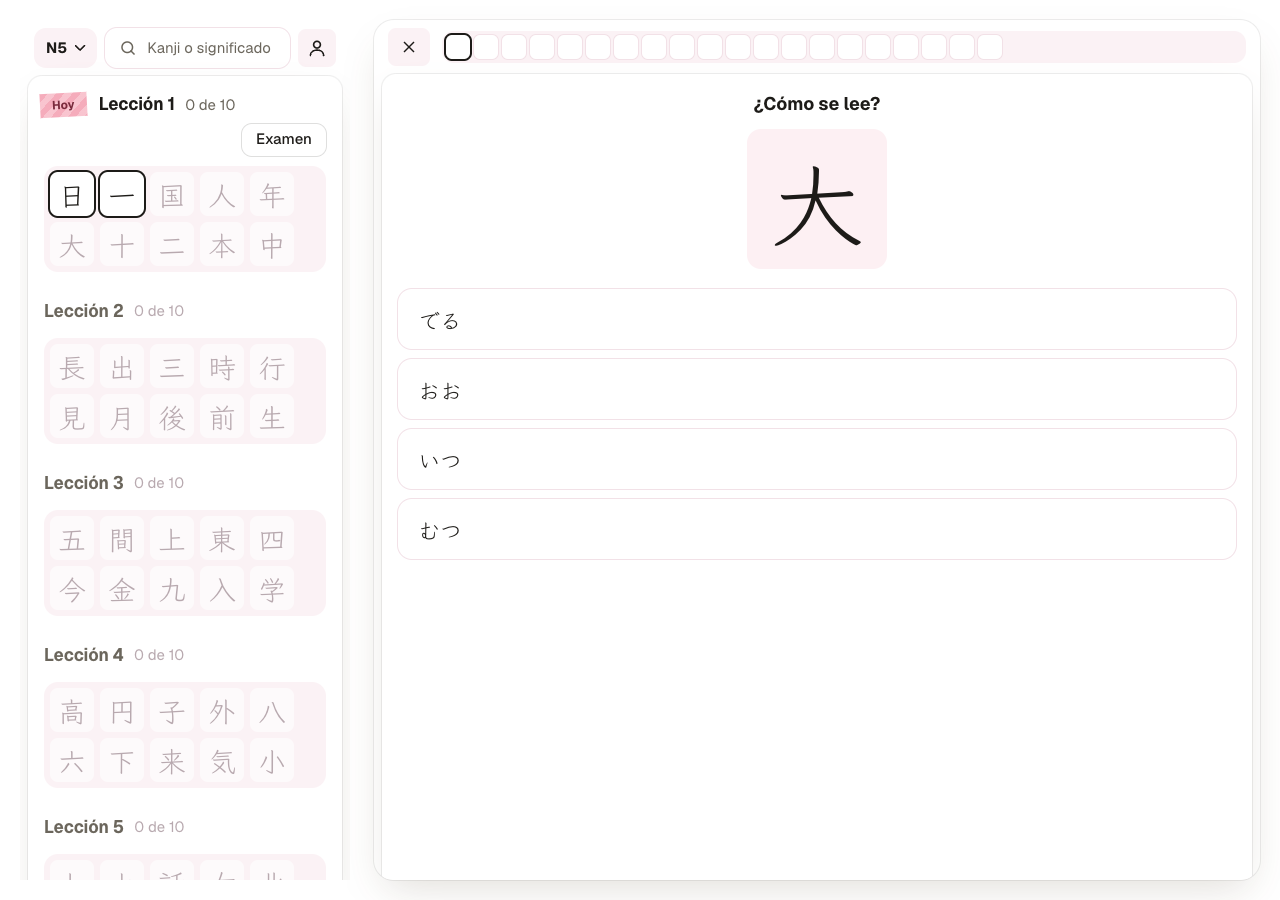 N5
Kanji o significado
Hoy
Lección 1 0 de 10
Examen
日 一 国 人 年
大 十 二 本 中
Lección 2 0 de 10
長 出 三 時 行
見 月 後 前 生
Lección 3 0 de 10
五 間 上 東 四
今 金 九 入 学
Lección 4 0 de 10
高 円 子 外 八
六 下 来 気 小
Lección 5 0 de 10
¿Cómo se lee?
大
でる
おお
いつ
むつ